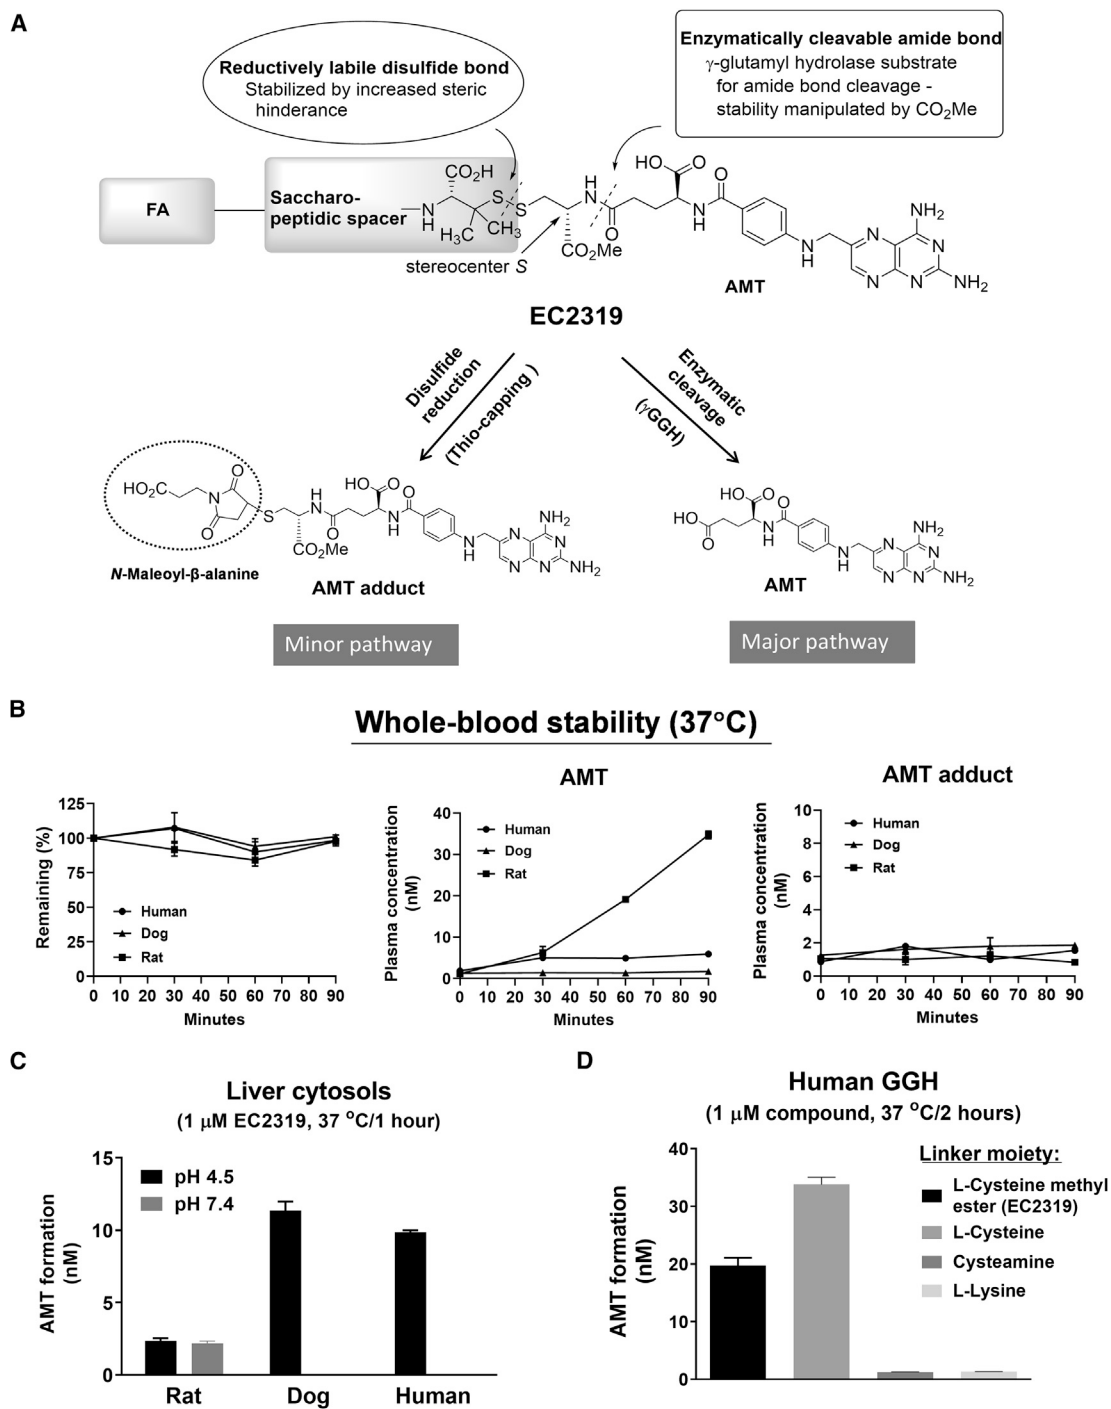 A
Reductively labile disulfide bond
Stabilized by increased steric
hinderance
Enzymatically cleavable amide bond
γ-glutamyl hydrolase substrate
for amide bond cleavage -
stability manipulated by CO2Me
FA
Saccharo-
peptidic spacer
N
H
CO2H
H3C
CH3
S
S
H
N
O
CO2Me
stereocenter S
HO
O
N
H
O
N
H
N
N
N
N
NH2
NH2
AMT
EC2319
Disulfide
reduction
(Thio-capping )
Enzymatic
cleavage
(γGGH)
HO2C
N
O
O
S
H
N
O
CO2Me
HO
O
N
H
O
N
H
N
N
N
N
NH2
NH2
N-Maleoyl-β-alanine
AMT adduct
HO
O
HO
O
N
H
O
N
H
N
N
N
N
NH2
NH2
AMT
Minor pathway
Major pathway
B
Whole-blood stability (37°C)
Remaining (%)
125
100
75
50
25
0
Human
Dog
Rat
0 10 20 30 40 50 60 70 80 90
Minutes
AMT
Plasma concentration
(nM)
40
30
20
10
0
Human
Dog
Rat
0 10 20 30 40 50 60 70 80 90
Minutes
AMT adduct
Plasma concentration
(nM)
10
8
6
4
2
0
Human
Dog
Rat
0 10 20 30 40 50 60 70 80 90
Minutes
C
Liver cytosols
(1 μM EC2319, 37 °C/1 hour)
AMT formation
(nM)
15
10
5
0
pH 4.5
pH 7.4
Rat Dog Human
D
Human GGH
(1 μM compound, 37 °C/2 hours)
AMT formation
(nM)
40
30
20
10
0
Linker moiety:
L-Cysteine methyl
ester (EC2319)
L-Cysteine
Cysteamine
L-Lysine